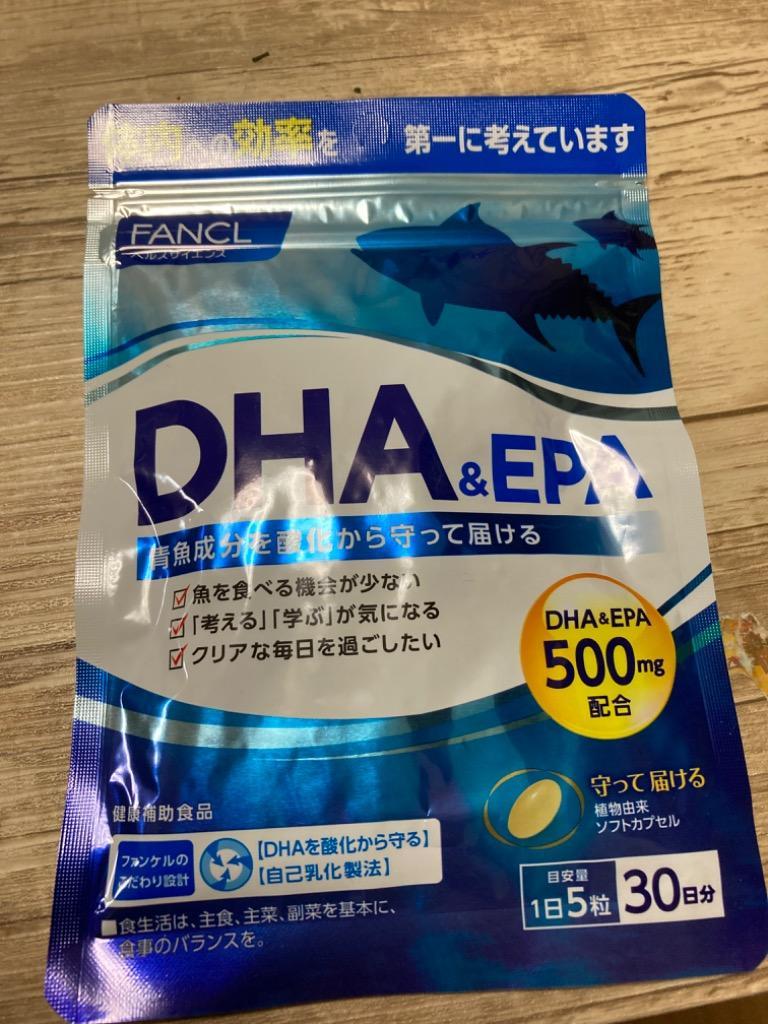 体内への効率を 第一に考えています
FANCL
ヘルスサイエンス
DHA&EPA
青魚成分を酸化から守って届ける
魚を食べる機会が少ない
「考える」「学ぶ」が気になる
クリアな毎日を過ごしたい
DHA&EPA
500mg
配合
守って届ける
植物由来
ソフトカプセル
健康補助食品
ファンケルの
こだわり設計
【DHAを酸化から守る】
【自己乳化製法】
目安量
1日5粒
30日分
■食生活は、主食、主菜、副菜を基本に、
食事のバランスを。